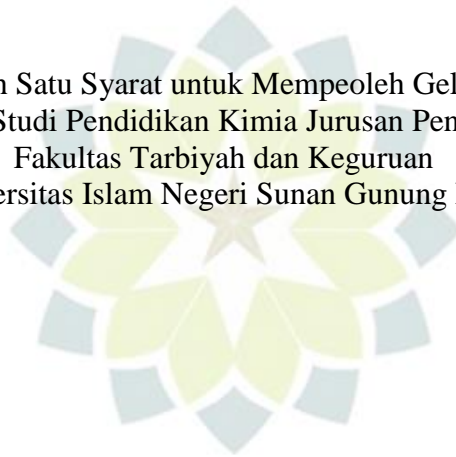 n Satu Syarat untuk Mempeoleh Gel
Studi Pendidikan Kimia Jurusan Pen
Fakultas Tarbiyah dan Keguruan
ersitas Islam Negeri Sunan Gunung